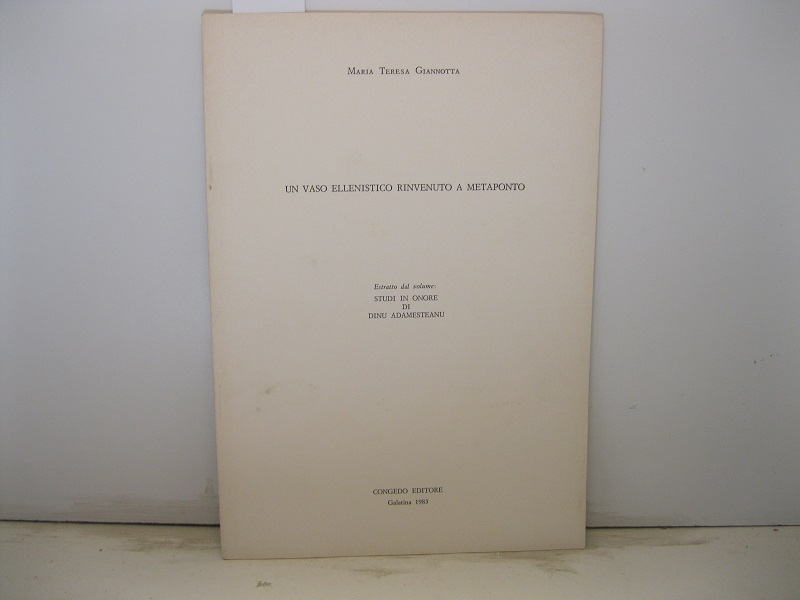 Maria Teresa Giannotta
UN VASO ELLENISTICO RINVENUTO A METAPONTO
Estratto dal volume:
STUDI IN ONORE
DI
DINU ADAMESTEANU
CONGEDO EDITORE
Galatina 1983